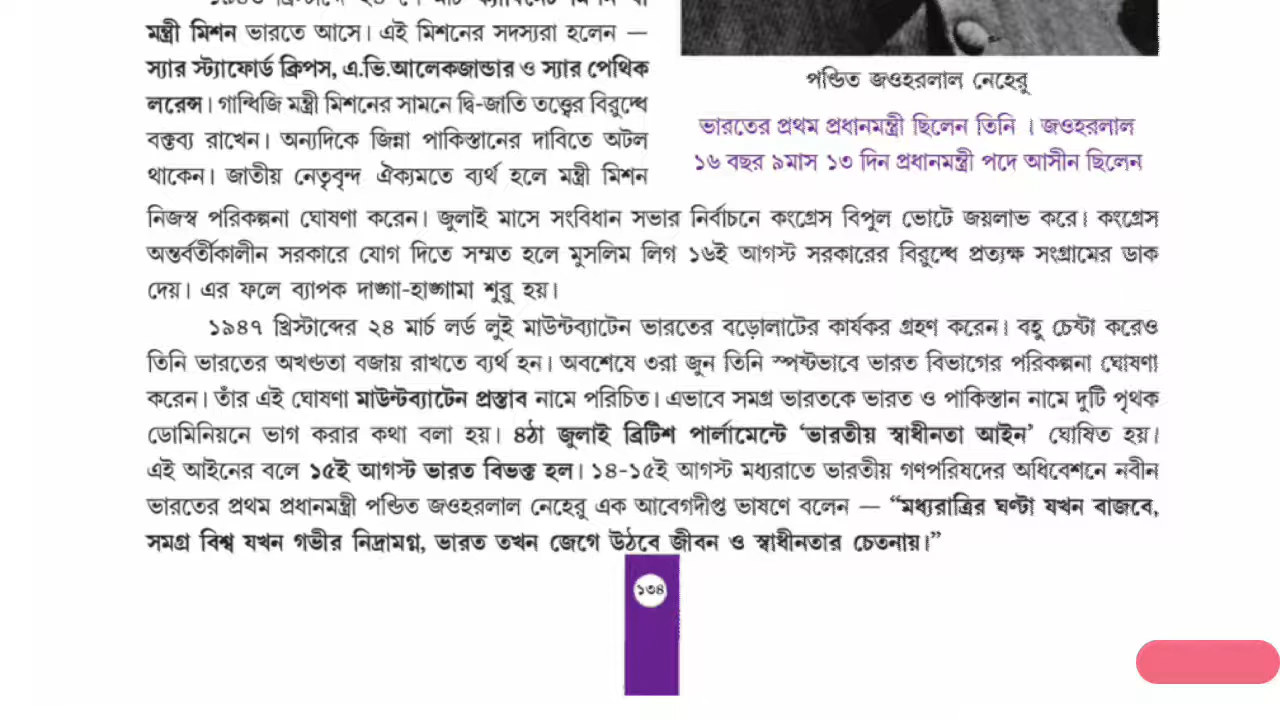 মন্ত্রী মিশন ভারতে আসে। এই মিশনের সদস্যরা হলেন —
স্যার স্ট্যাফোর্ড ক্রিপস, এ.ভি.আলেকজান্ডার ও স্যার পেথিক
লরেন্স। গান্ধিজি মন্ত্রী মিশনের সামনে দ্বি-জাতি তত্ত্বের বিরুদ্ধে
বক্তব্য রাখেন। অন্যদিকে জিন্না পাকিস্তানের দাবিতে অটল
থাকেন। জাতীয় নেতৃবৃন্দ ঐক্যমতে ব্যর্থ হলে মন্ত্রী মিশন
পণ্ডিত জওহরলাল নেহেরু
ভারতের প্রথম প্রধানমন্ত্রী ছিলেন তিনি । জওহরলাল
১৬ বছর ৯মাস ১৩ দিন প্রধানমন্ত্রী পদে আসীন ছিলেন
নিজস্ব পরিকল্পনা ঘোষণা করেন। জুলাই মাসে সংবিধান সভার নির্বাচনে কংগ্রেস বিপুল ভোটে জয়লাভ করে। কংগ্রেস
অন্তর্বর্তীকালীন সরকারে যোগ দিতে সম্মত হলে মুসলিম লিগ ১৬ই আগস্ট সরকারের বিরুদ্ধে প্রত্যক্ষ সংগ্রামের ডাক
দেয়। এর ফলে ব্যাপক দাঙ্গা-হাঙ্গামা শুরু হয়।
১৯৪৭ খ্রিস্টাব্দের ২৪ মার্চ লর্ড লুই মাউন্টব্যাটেন ভারতের বড়োলাটের কার্যকর গ্রহণ করেন। বহু চেষ্টা করেও
তিনি ভারতের অখণ্ডতা বজায় রাখতে ব্যর্থ হন। অবশেষে ৩রা জুন তিনি স্পষ্টভাবে ভারত বিভাগের পরিকল্পনা ঘোষণা
করেন। তাঁর এই ঘোষণা মাউন্টব্যাটেন প্রস্তাব নামে পরিচিত। এভাবে সমগ্র ভারতকে ভারত ও পাকিস্তান নামে দুটি পৃথক
ডোমিনিয়নে ভাগ করার কথা বলা হয়। ৪ঠা জুলাই ব্রিটিশ পার্লামেন্টে ‘ভারতীয় স্বাধীনতা আইন’ ঘোষিত হয়।
এই আইনের বলে ১৫ই আগস্ট ভারত বিভক্ত হল। ১৪-১৫ই আগস্ট মধ্যরাতে ভারতীয় গণপরিষদের অধিবেশনে নবীন
ভারতের প্রথম প্রধানমন্ত্রী পণ্ডিত জওহরলাল নেহেরু এক আবেগদীপ্ত ভাষণে বলেন — “মধ্যরাত্রির ঘণ্টা যখন বাজবে,
সমগ্র বিশ্ব যখন গভীর নিদ্রামগ্ন, ভারত তখন জেগে উঠবে জীবন ও স্বাধীনতার চেতনায়।”
১৩৪